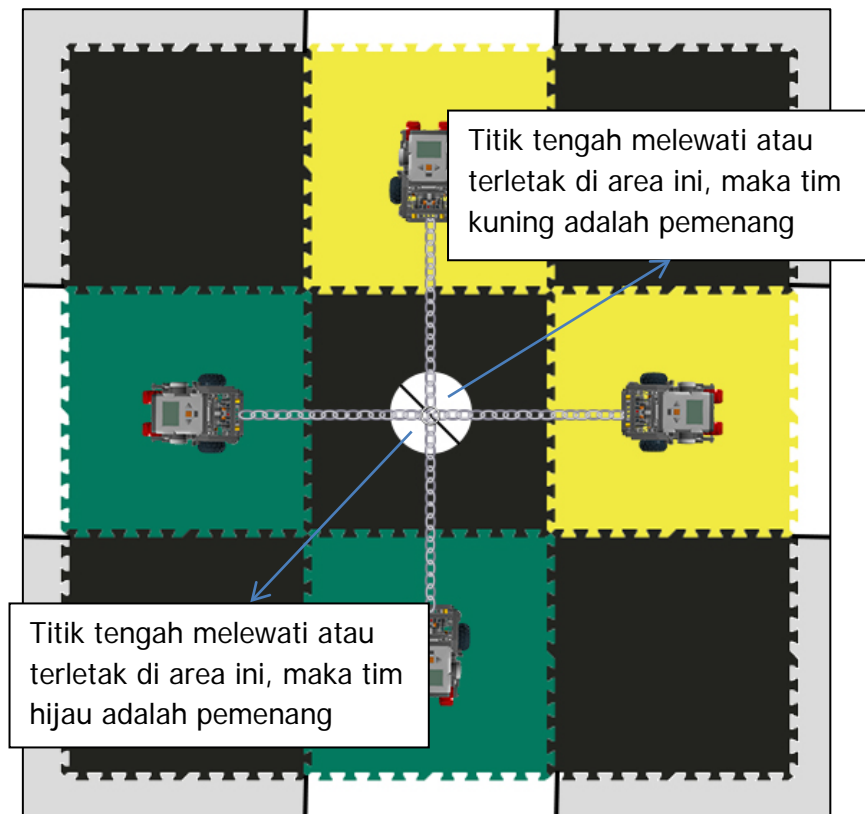 Titik tengah melewati atau
terletak di area ini, maka tim
kuning adalah pemenang
Titik tengah melewati atau
terletak di area ini, maka tim
hijau adalah pemenang